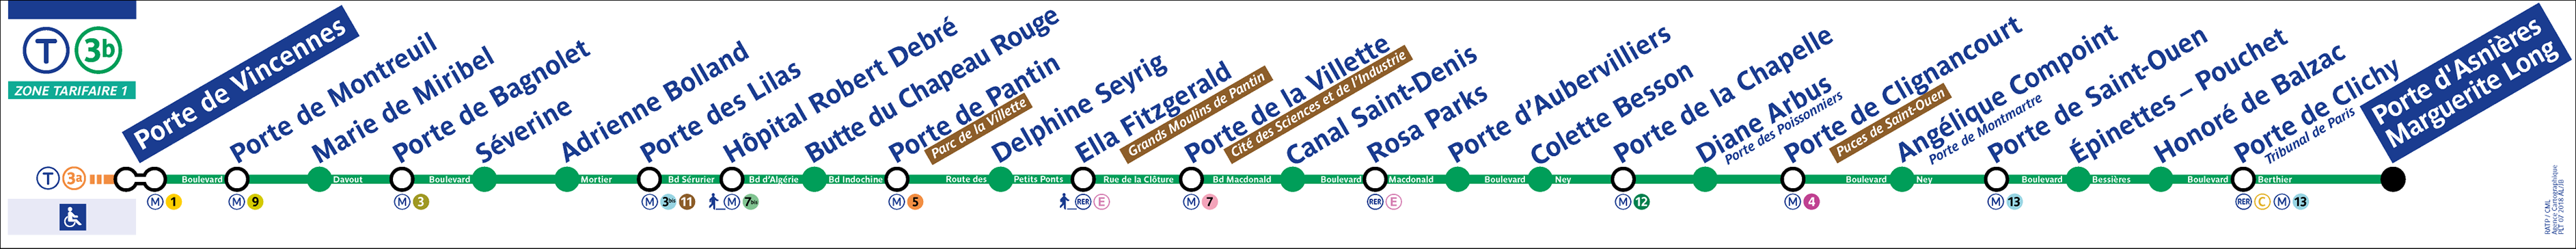 T 3b
ZONE TARIFAIRE 1
T 3a
Porte de Vincennes
M 1
Boulevard
Porte de Montreuil
M 9
Marie de Miribel
Davout
Porte de Bagnolet
M 3
Boulevard
Séverine
Adrienne Bolland
Mortier
Porte des Lilas
M 3bis 11
Bd Sérurier
Hôpital Robert Debré
M 7bis
Bd d'Algérie
Butte du Chapeau Rouge
Bd Indochine
Porte de Pantin
Parc de la Villette
M 5
Route des
Delphine Seyrig
Petits Ponts
Ella Fitzgerald
Grands Moulins de Pantin
RER E
Rue de la Clôture
Porte de la Villette
Cité des Sciences et de l'Industrie
M 7
Bd Macdonald
Canal Saint-Denis
Boulevard
Rosa Parks
RER E
Macdonald
Porte d'Aubervilliers
Boulevard
Colette Besson
Ney
Porte de la Chapelle
M 12
Diane Arbus
Porte des Poissonniers
Porte de Clignancourt
Puces de Saint-Ouen
M 4
Boulevard
Angélique Compoint
Porte de Montmartre
Ney
Porte de Saint-Ouen
M 13
Boulevard
Épinettes – Pouchet
Bessières
Honoré de Balzac
Boulevard
Porte de Clichy
Tribunal de Paris
RER C M 13
Berthier
Porte d'Asnières
Marguerite Long
RATP / CML
Agence Cartographique